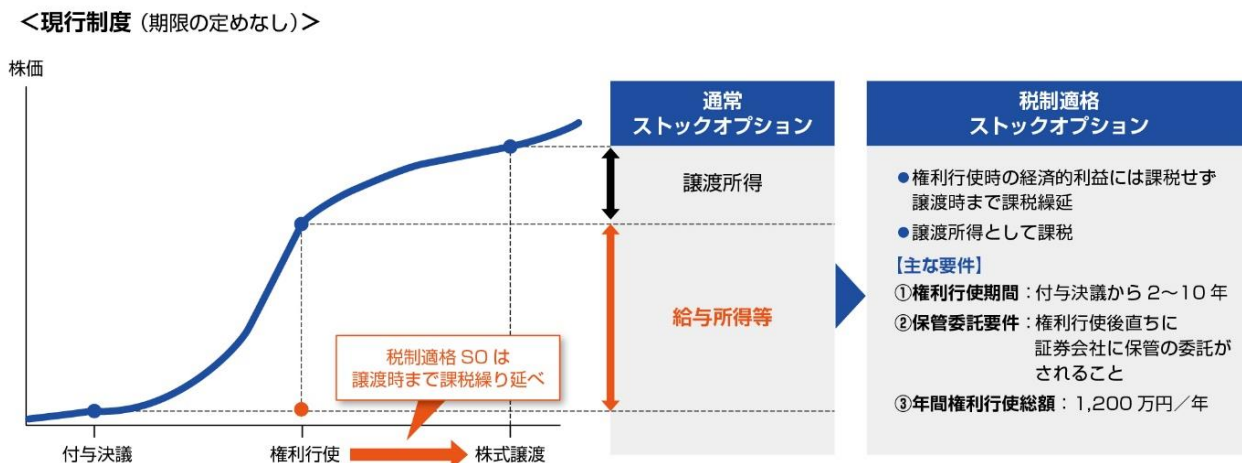 ＜現行制度（期限の定めなし）＞
株価
付与決議
権利行使
株式譲渡
税制適格 SO は
譲渡時まで課税繰り延べ
通常
ストックオプション
譲渡所得
給与所得等
税制適格
ストックオプション
●権利行使時の経済的利益には課税せず
譲渡時まで課税繰延
●譲渡所得として課税
【主な要件】
①権利行使期間：付与決議から 2～10 年
②保管委託要件：権利行使後直ちに
証券会社に保管の委託が
されること
③年間権利行使総額：1,200 万円／年